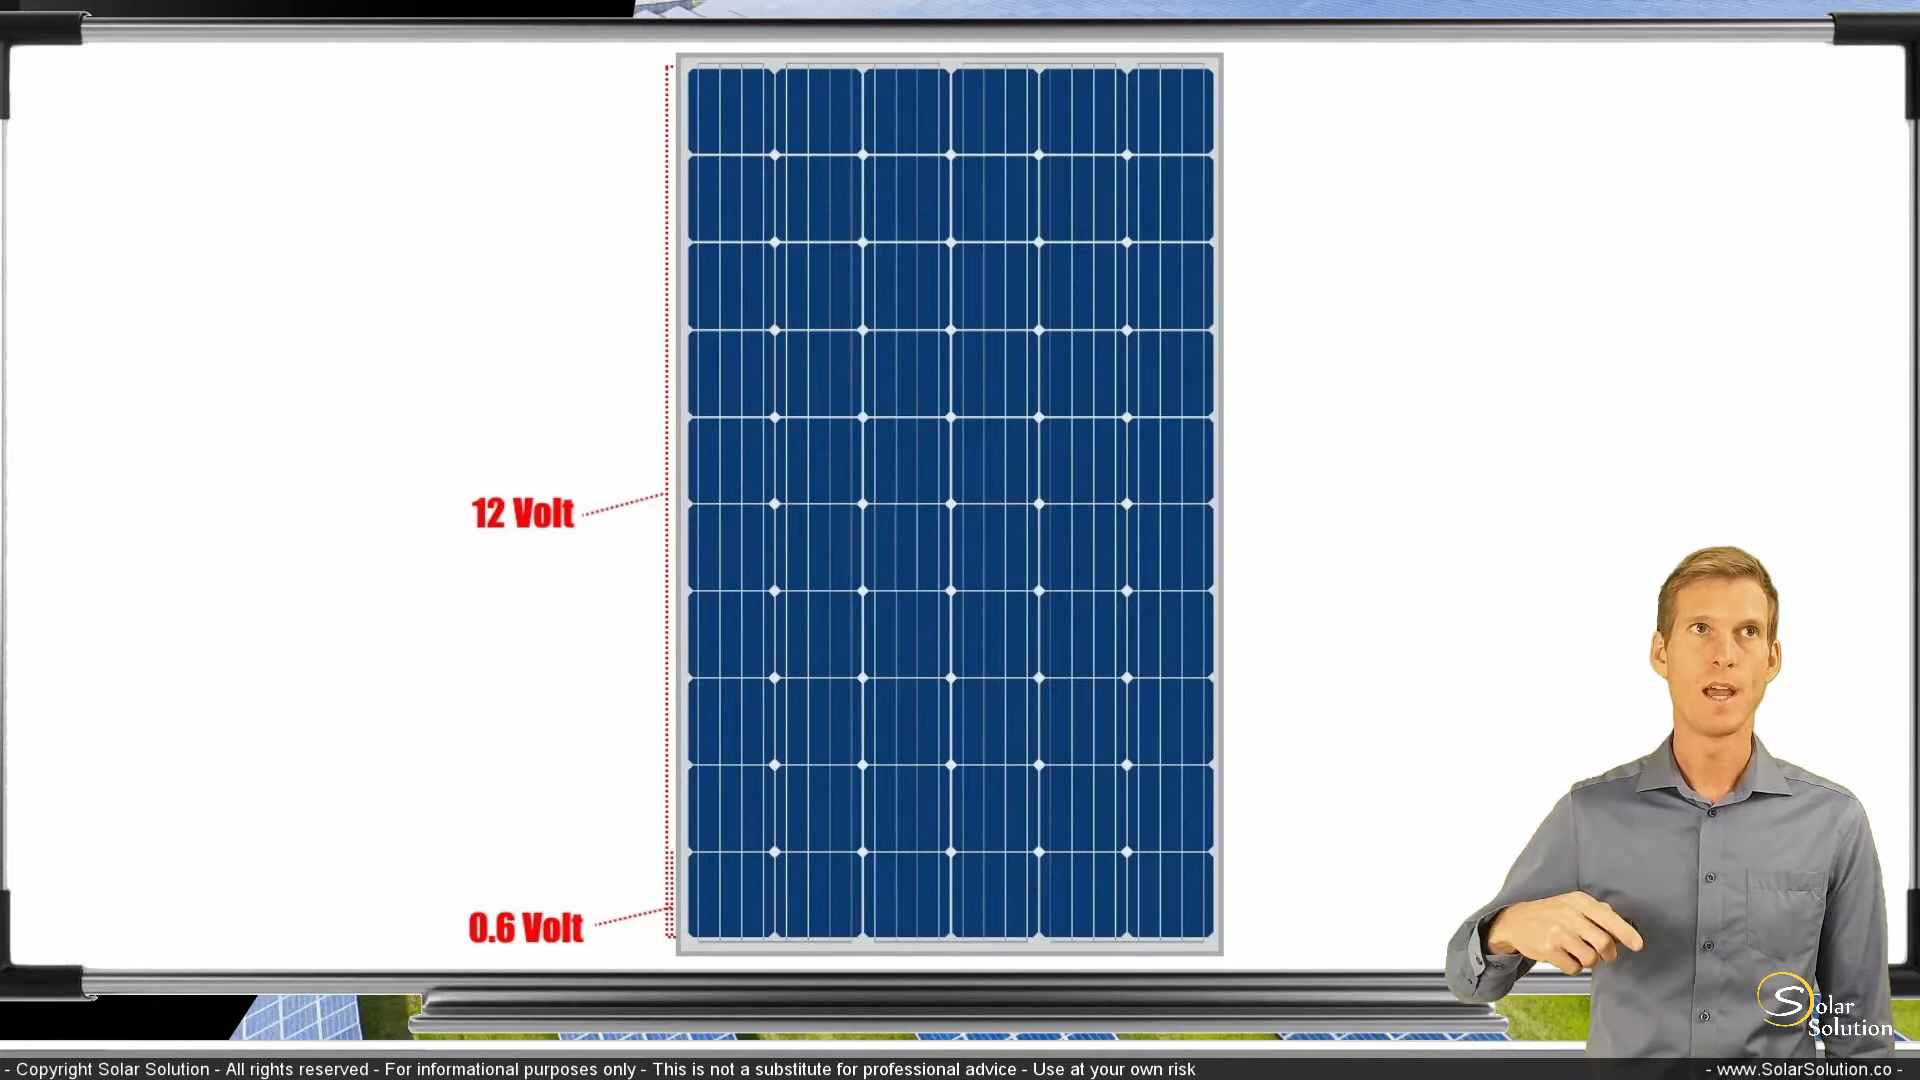 12 Volt
0.6 Volt
Solar
Solution
- Copyright Solar Solution - All rights reserved - For informational purposes only - This is not a substitute for professional advice - Use at your own risk
- www.SolarSolution.co -